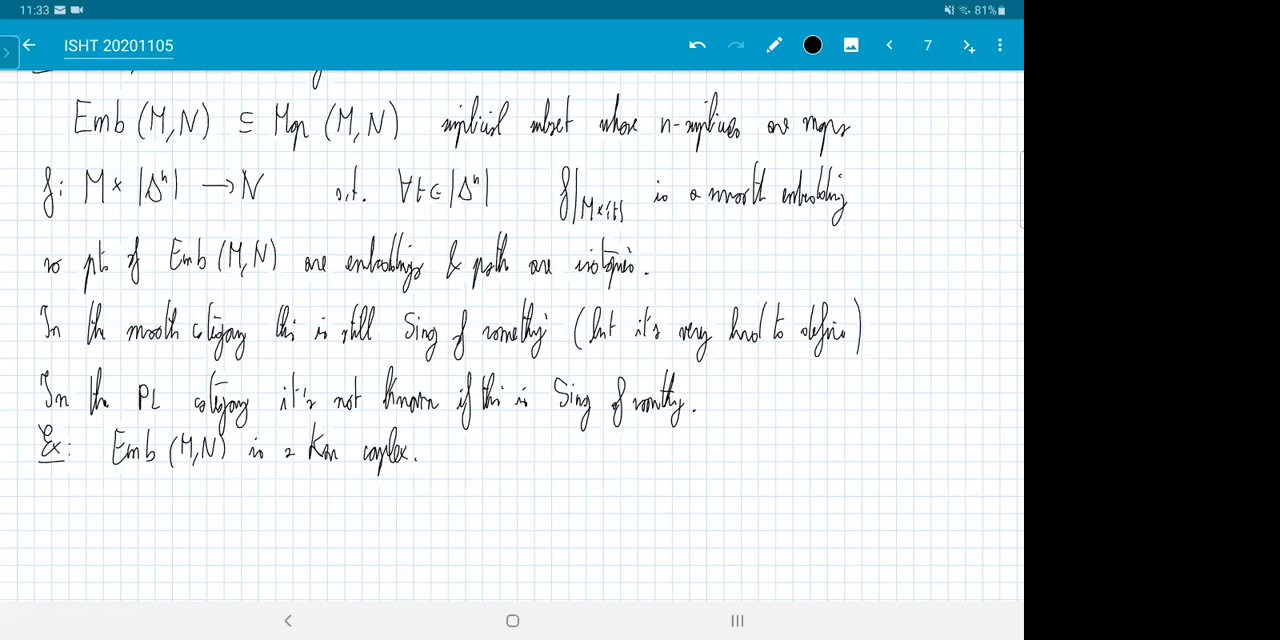 11:33 81%
ISHT 20201105 7
Emb (M,N) ⊆ Map (M,N) simplicial subset where n-simplices are maps
f: M × |Δⁿ| → N s.t. ∀t∈|Δⁿ| f|_{M×{t}} is a smooth embedding
so pts of Emb (M,N) are embeddings & paths are isotopies.
In the smooth category this is still Sing of somethig (but it's very hard to define)
In the PL category it's not known if this is Sing of somethg.
Ex: Emb (M,N) is a Kan complex.